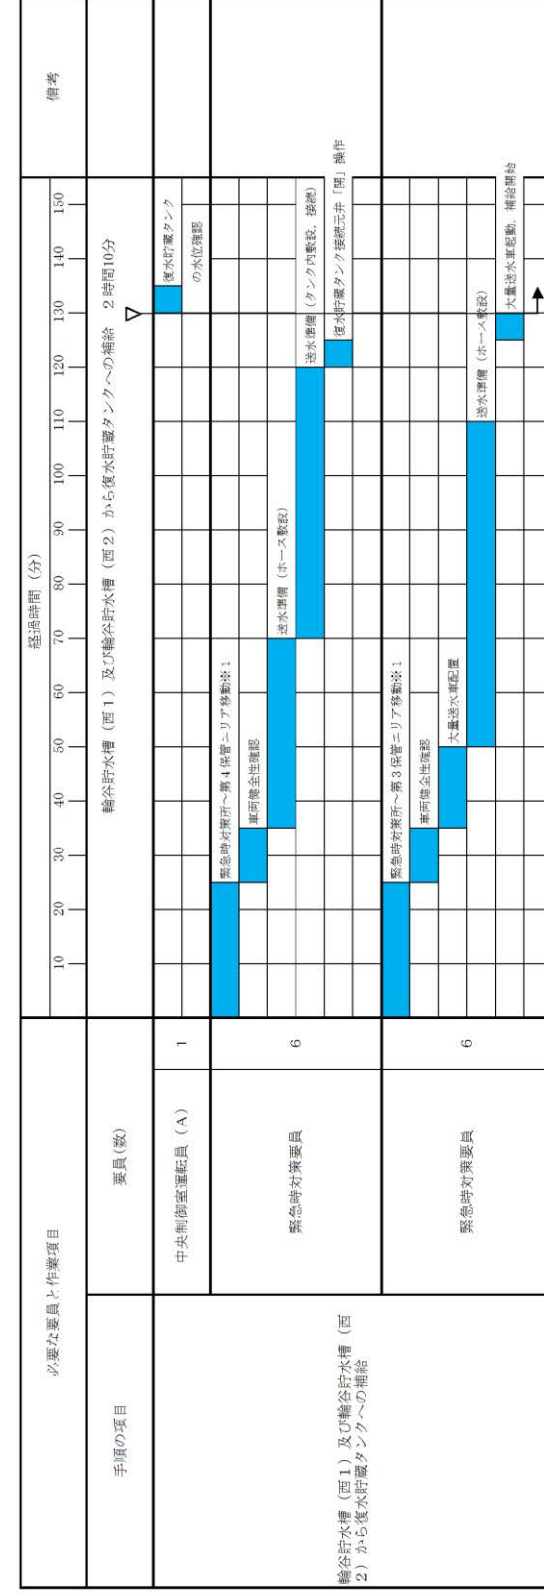 必要な要員と作業項目
経過時間（分）
備考
手順の項目
要員(数)
10 20 30 40 50 60 70 80 90 100 110 120 130 140 150
輪谷貯水槽（西1）及び輪谷貯水槽（西2）から復水貯蔵タンクへの補給　2時間10分
▽
輪谷貯水槽（西1）及び輪谷貯水槽（西
2）から復水貯蔵タンクへの補給
中央制御室運転員（A）
1
復水貯蔵タンク
の水位確認
緊急時対策要員
6
緊急時対策所～第4保管エリア移動※1
車両健全性確認
送水準備（ホース敷設）
送水準備（タンク内敷設，接続）
復水貯蔵タンク接続元弁「開」操作
緊急時対策要員
6
緊急時対策所～第3保管エリア移動※1
車両健全性確認
大量送水車配置
送水準備（ホース敷設）
大量送水車起動，補給開始